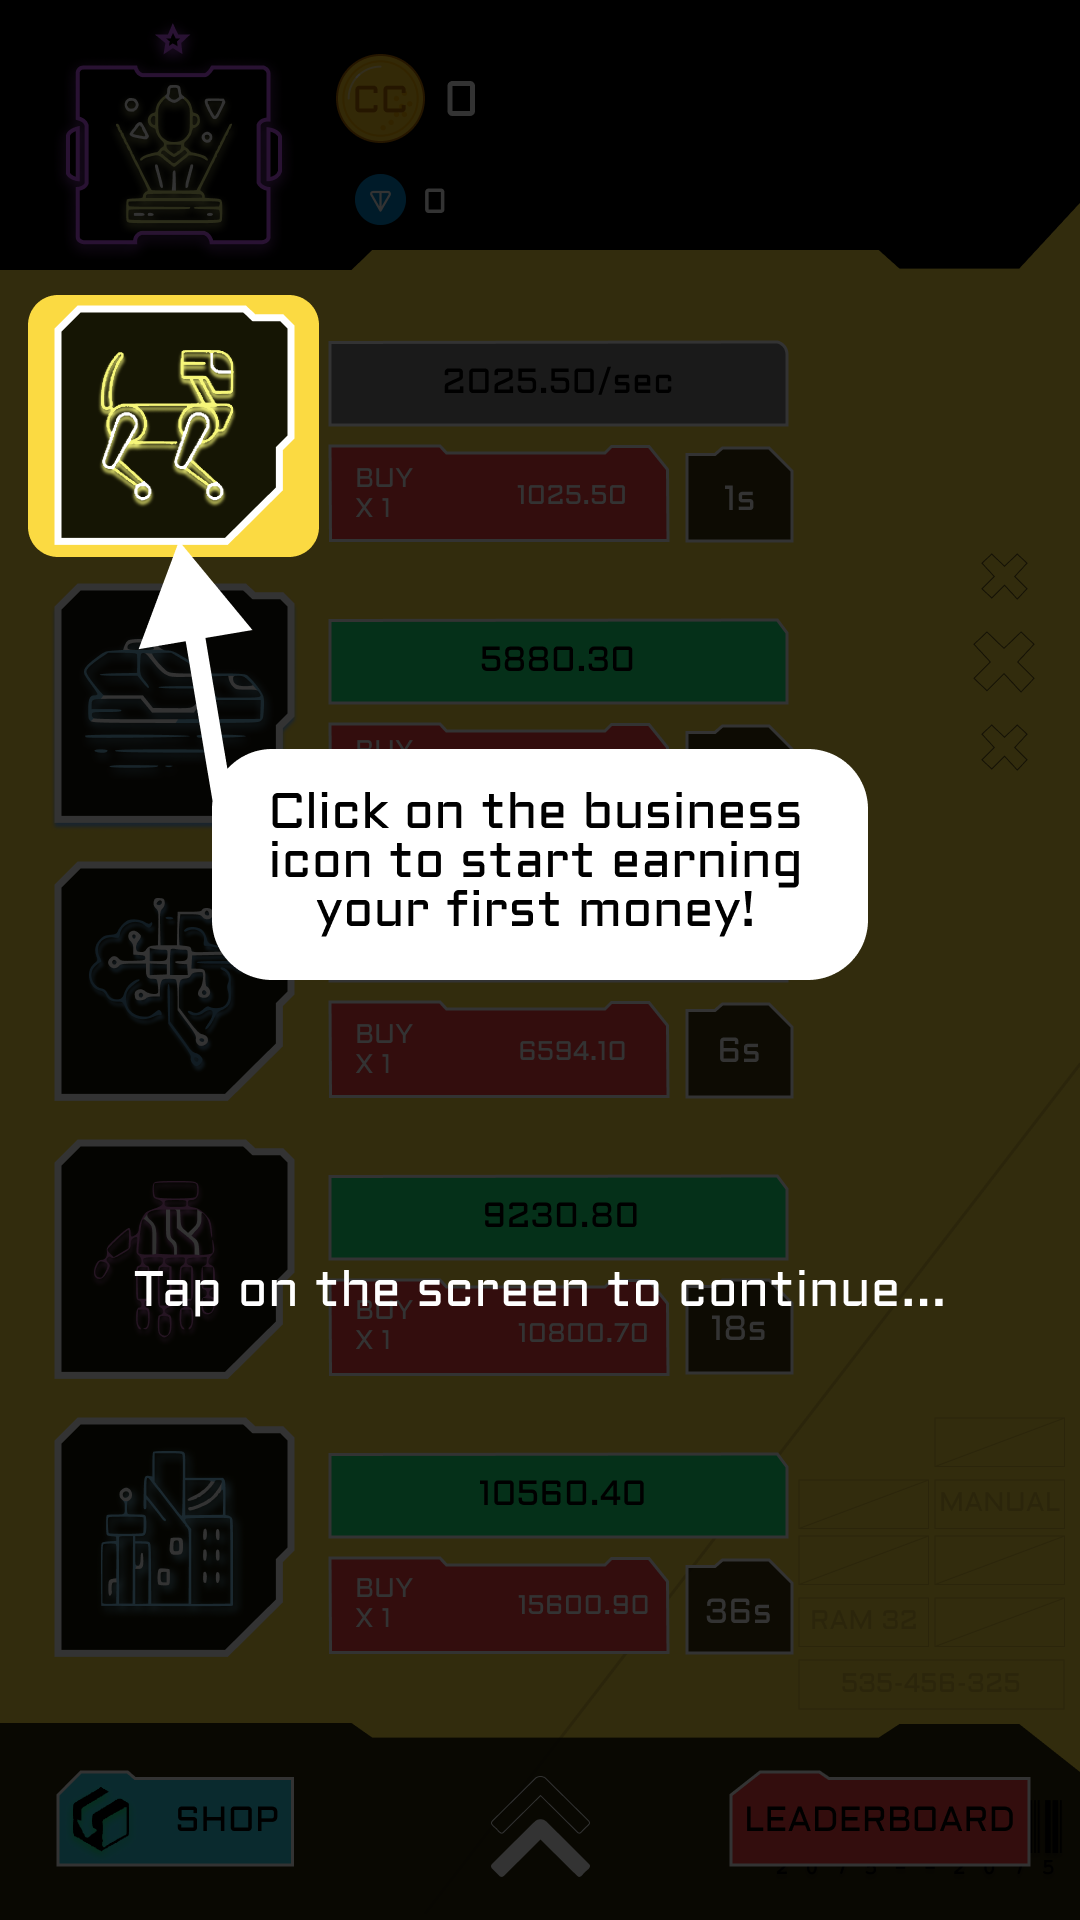 CC 0
0
2025.50/sec
BUY
X 1
1025.50
1s
5880.30
BUY
Click on the business
icon to start earning
your first money!
BUY
X 1
6594.10
6s
9230.80
Tap on the screen to continue...
BUY
X 1
10800.70
18s
10560.40
MANUAL
BUY
X 1
15600.90
36s
RAM 32
535-456-325
SHOP
LEADERBOARD